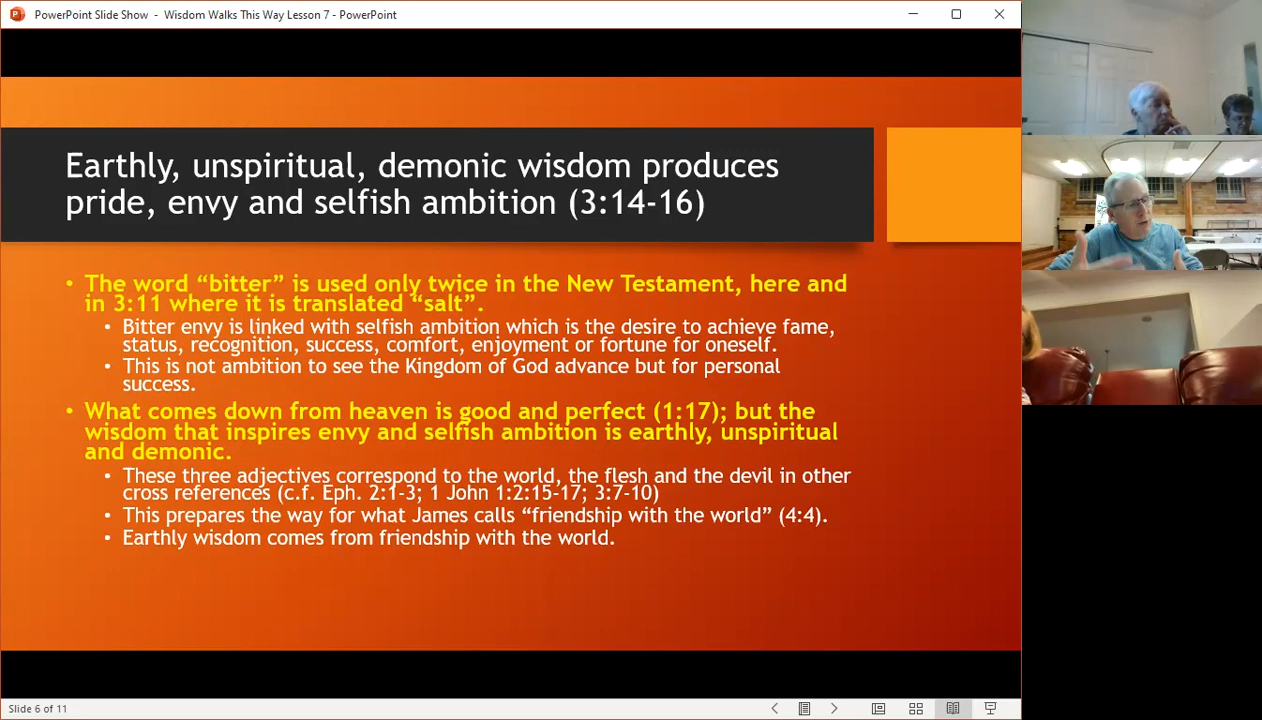 PowerPoint Slide Show - Wisdom Walks This Way Lesson 7 - PowerPoint
Earthly, unspiritual, demonic wisdom produces
pride, envy and selfish ambition (3:14-16)
• The word “bitter” is used only twice in the New Testament, here and
in 3:11 where it is translated “salt”.
• Bitter envy is linked with selfish ambition which is the desire to achieve fame,
status, recognition, success, comfort, enjoyment or fortune for oneself.
• This is not ambition to see the Kingdom of God advance but for personal
success.
• What comes down from heaven is good and perfect (1:17); but the
wisdom that inspires envy and selfish ambition is earthly, unspiritual
and demonic.
• These three adjectives correspond to the world, the flesh and the devil in other
cross references (c.f. Eph. 2:1-3; 1 John 1:2:15-17; 3:7-10)
• This prepares the way for what James calls “friendship with the world” (4:4).
• Earthly wisdom comes from friendship with the world.
Slide 6 of 11